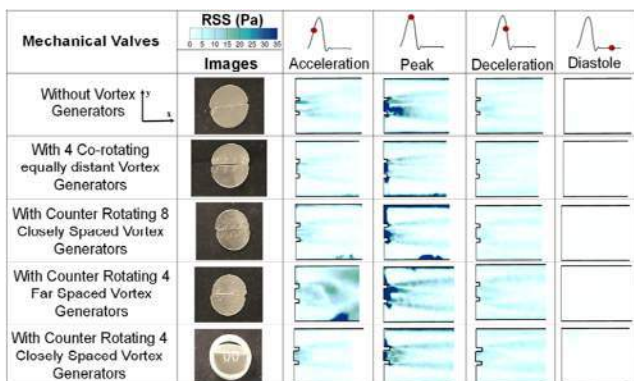 Mechanical Valves
RSS (Pa)
0 5 10 15 20 25 30 35
Images
Acceleration
Peak
Deceleration
Diastole
Without Vortex
Generators
y
x
With 4 Co-rotating
equally distant Vortex
Generators
With Counter Rotating 8
Closely Spaced Vortex
Generators
With Counter Rotating 4
Far Spaced Vortex
Generators
With Counter Rotating 4
Closely Spaced Vortex
Generators